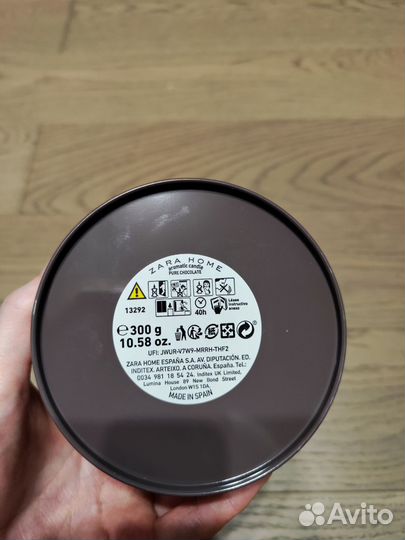 ZARA HOME
aromatic candle
PURE CHOCOLATE
13292
40h
Léase
instructivo
anexo
℮ 300 g
10.58 oz.
UFI: JWUR-V7W9-MRRH-THF2
ZARA HOME ESPAÑA S.A. AV. DIPUTACIÓN. ED.
INDITEX. ARTEIXO. A CORUÑA. ESPAÑA. Tel.:
0034 981 18 54 24. Inditex UK Limited,
Lumina House 89 New Bond Street
London W1S 1DA
MADE IN SPAIN
Avito